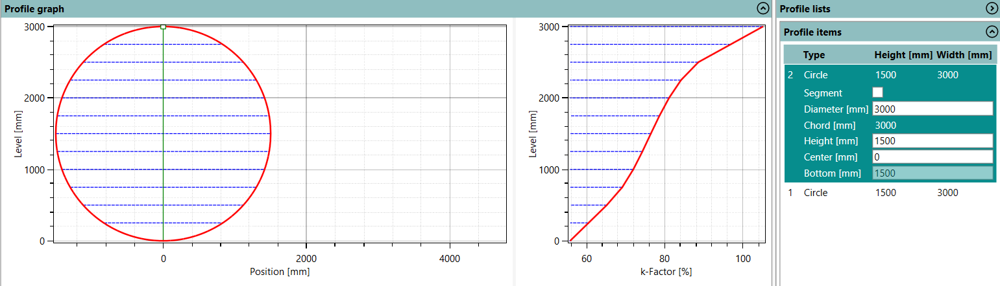 Profile graph
3000
2000
1000
0
Level [mm]
0
2000
4000
Position [mm]
3000
2000
1000
0
Level [mm]
60
80
100
k-Factor [%]
Profile lists
Profile items
Type Height [mm] Width [mm]
2 Circle 1500 3000
Segment
Diameter [mm] 3000
Chord [mm] 3000
Height [mm] 1500
Center [mm] 0
Bottom [mm] 1500
1 Circle 1500 3000